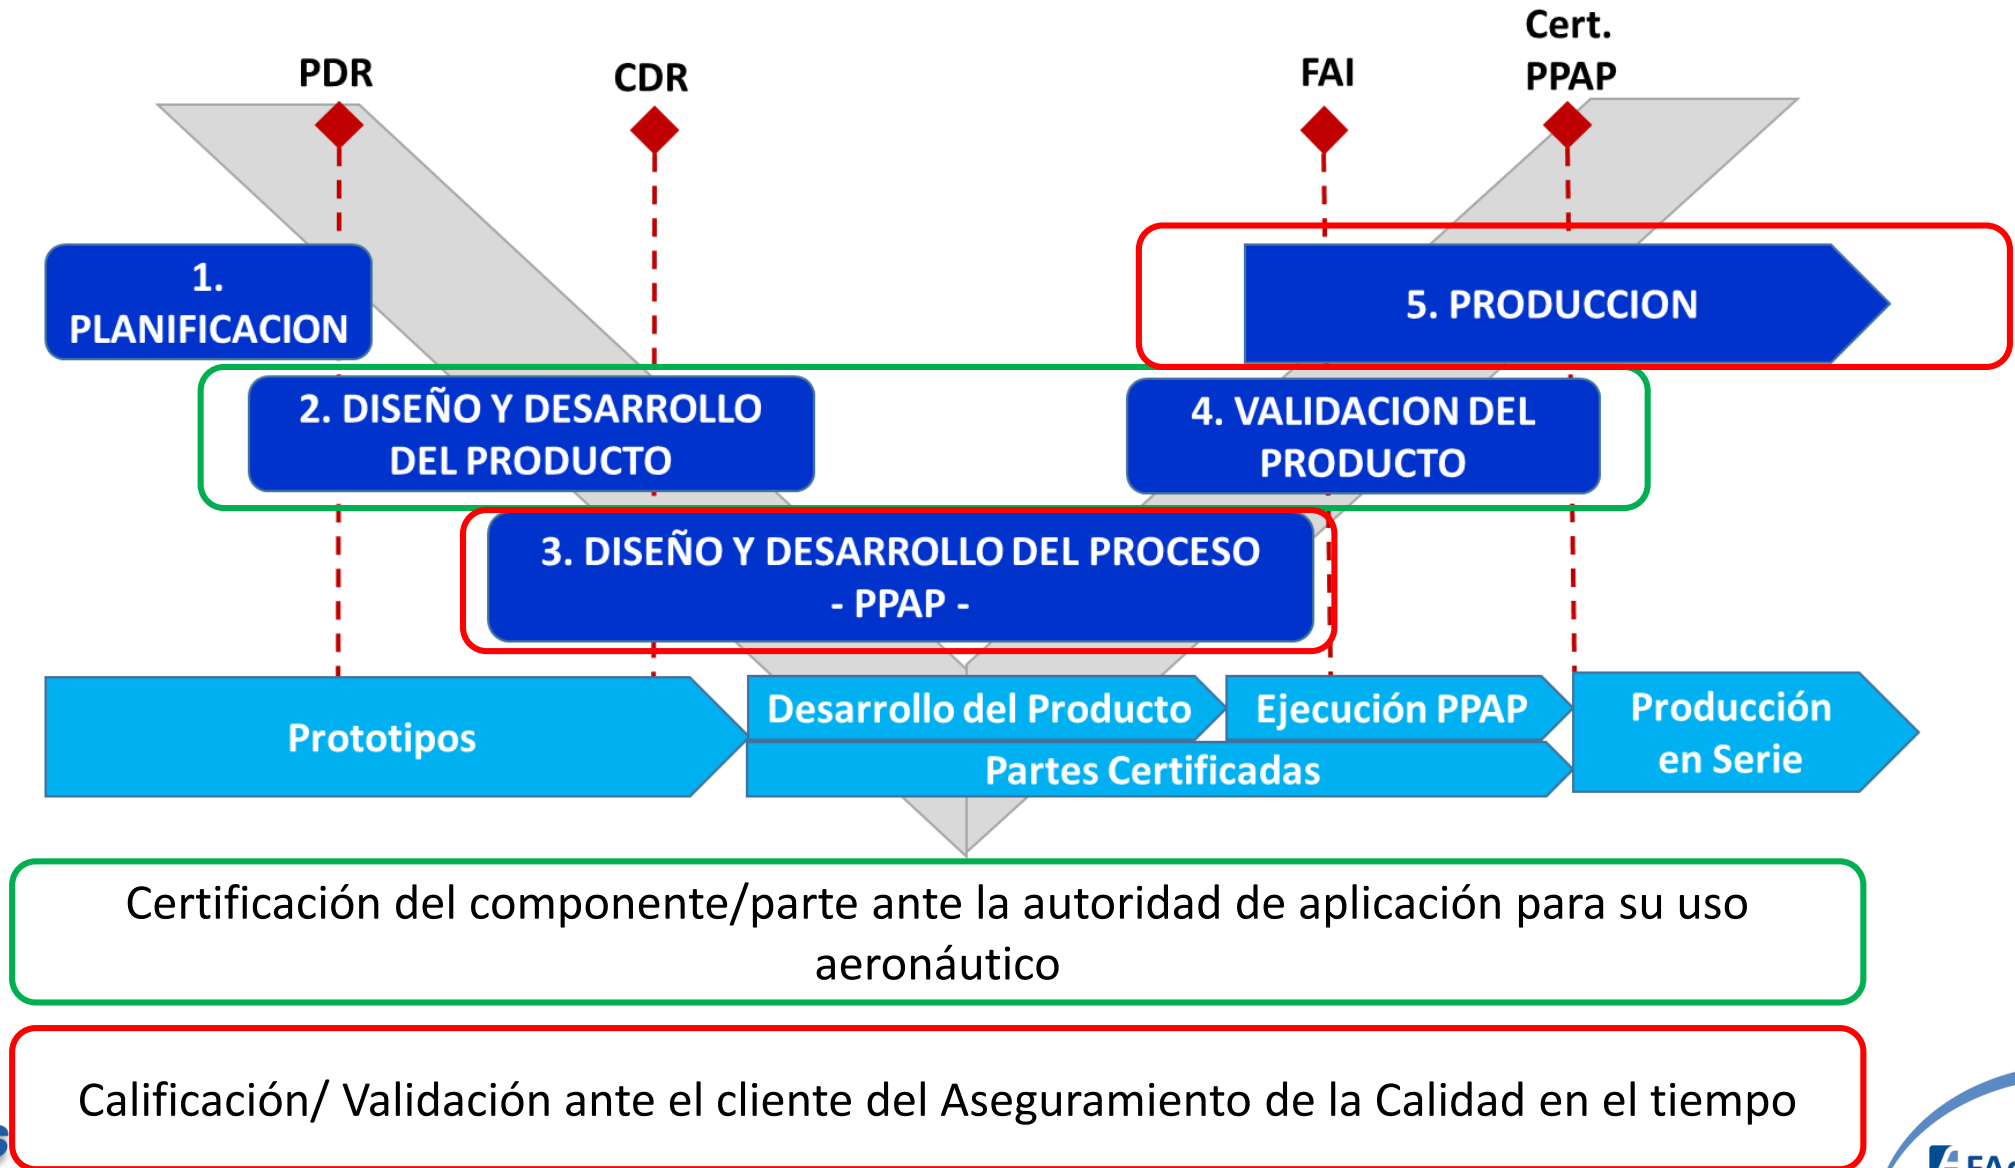 PDR
CDR
FAI
Cert.
PPAP
1.
PLANIFICACION
5. PRODUCCION
2. DISEÑO Y DESARROLLO
DEL PRODUCTO
4. VALIDACION DEL
PRODUCTO
3. DISEÑO Y DESARROLLO DEL PROCESO
- PPAP -
Prototipos
Desarrollo del Producto
Ejecución PPAP
Partes Certificadas
Producción
en Serie
Certificación del componente/parte ante la autoridad de aplicación para su uso
aeronáutico
Calificación/ Validación ante el cliente del Aseguramiento de la Calidad en el tiempo